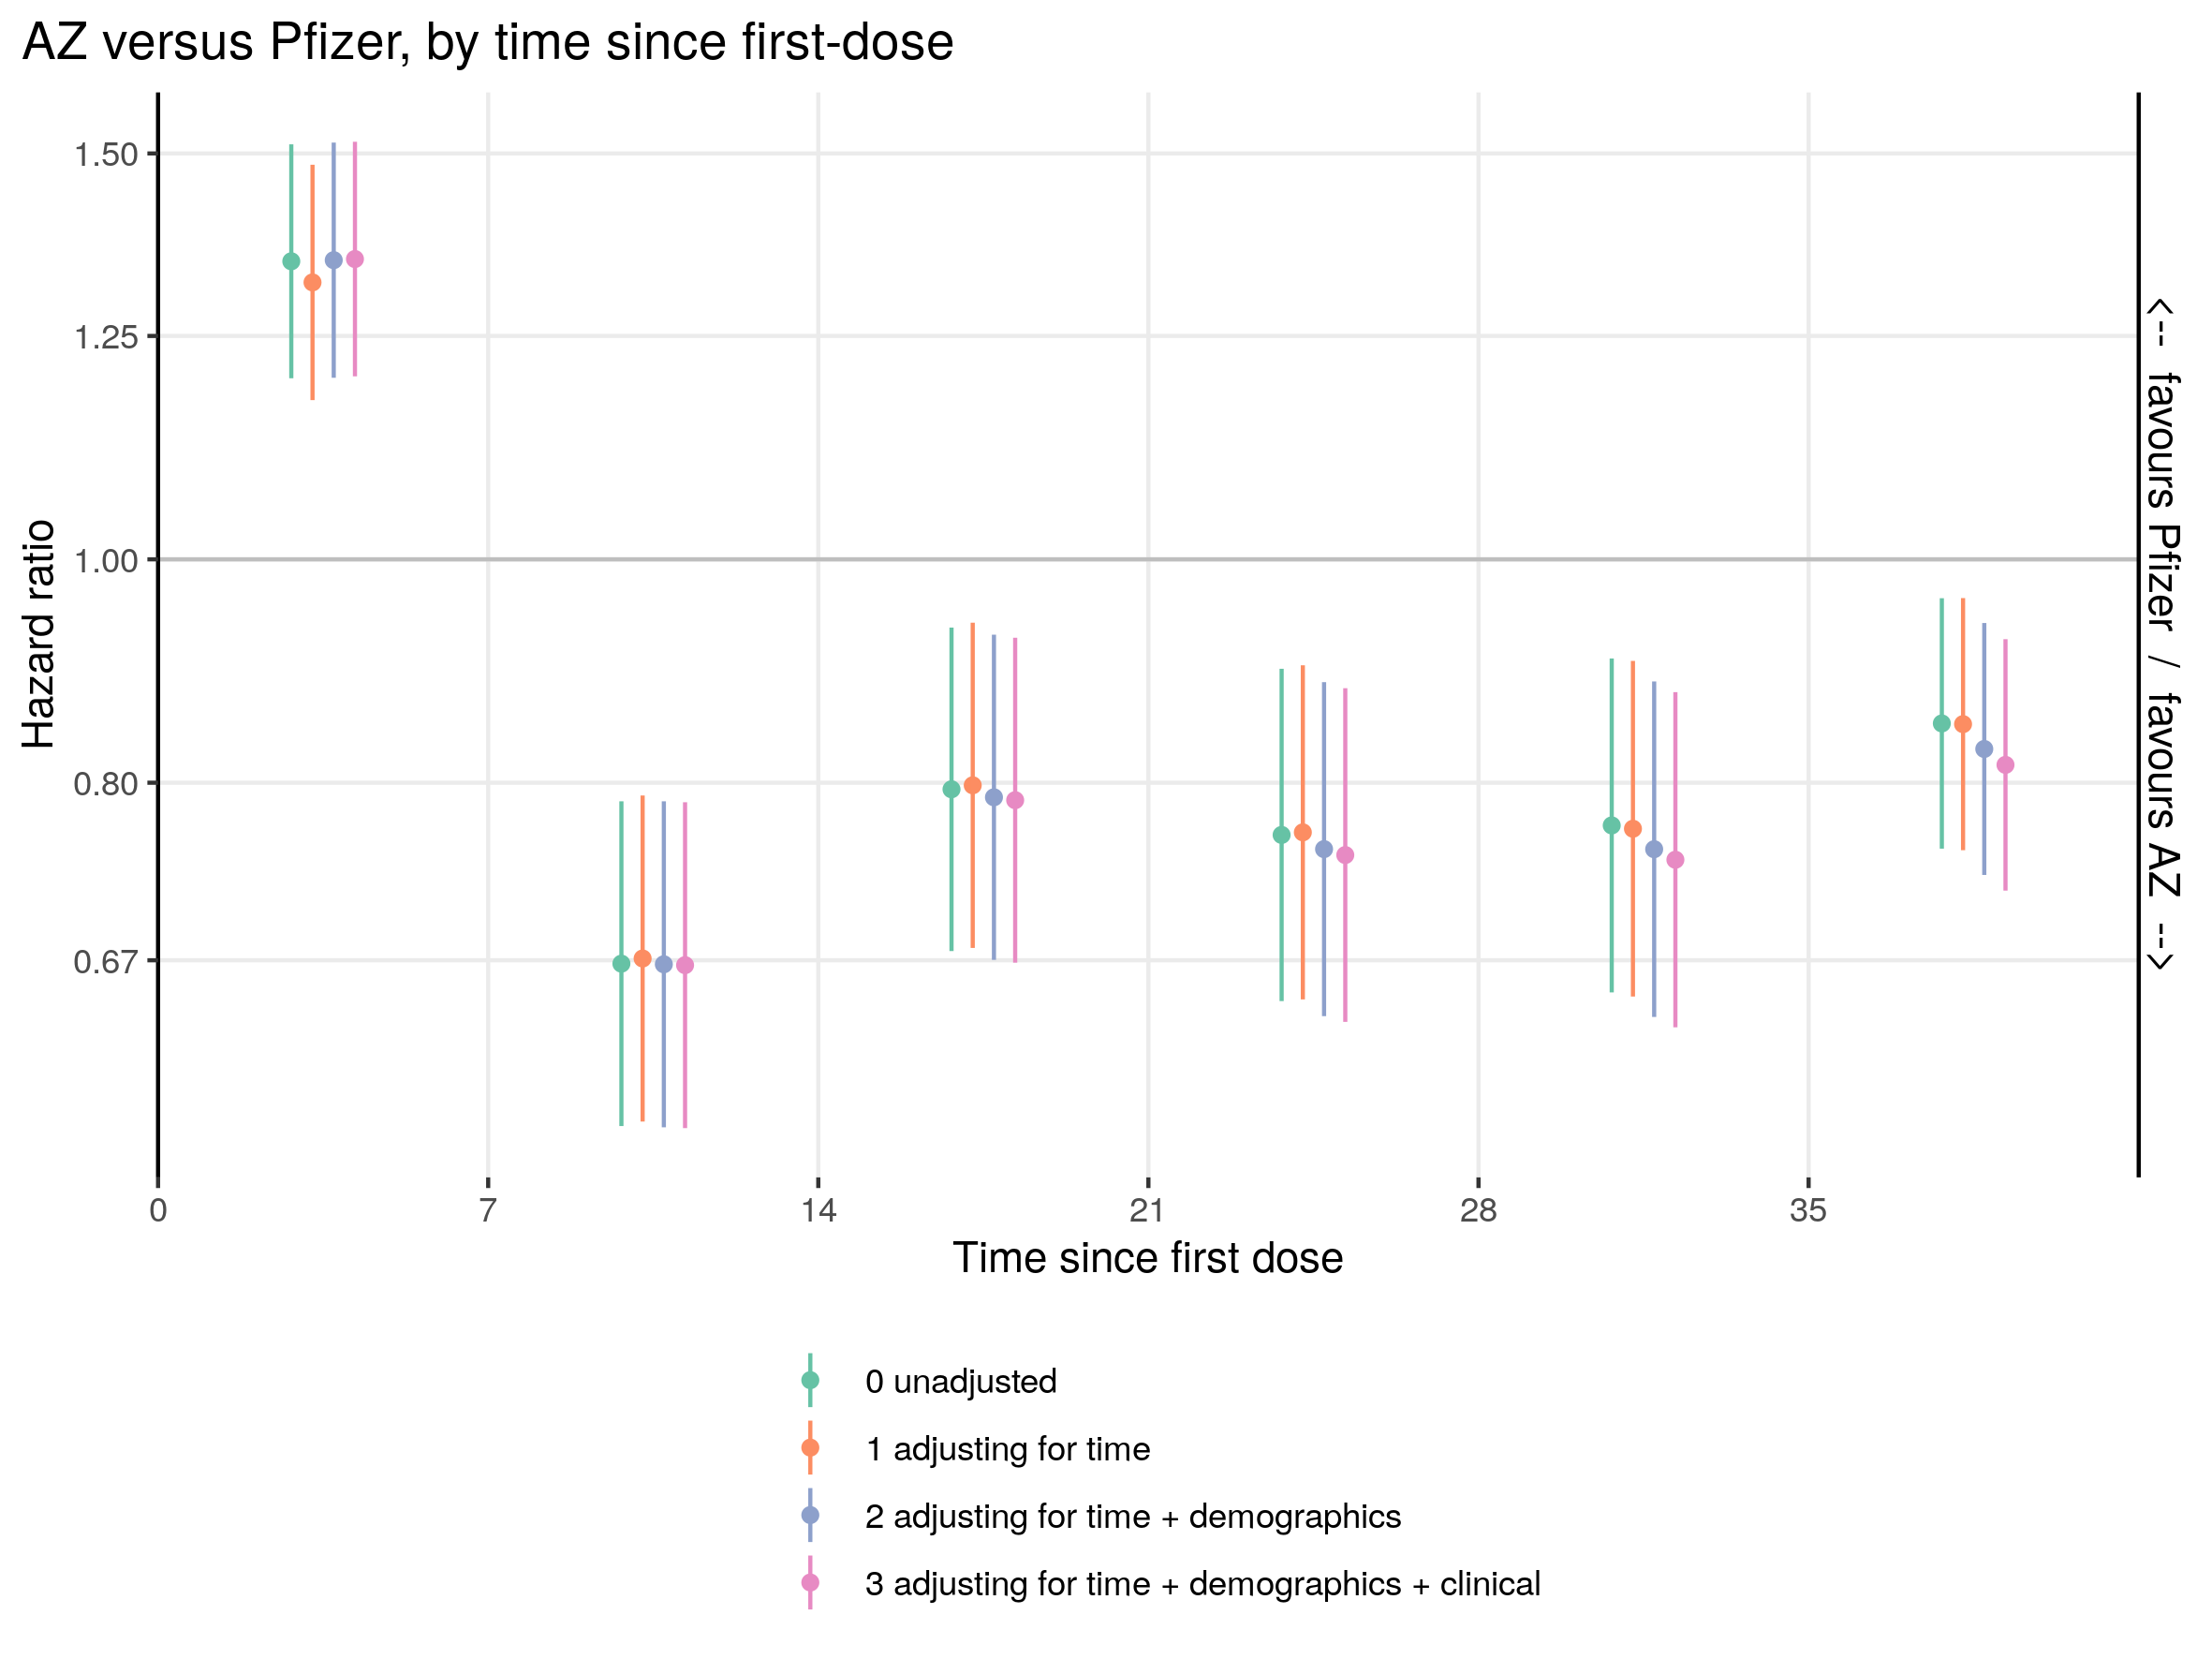 AZ versus Pfizer, by time since first-dose
Hazard ratio
1.50
1.25
1.00
0.80
0.67
0
7
14
21
28
35
Time since first dose
<-- favours Pfizer / favours AZ -->
0 unadjusted
1 adjusting for time
2 adjusting for time + demographics
3 adjusting for time + demographics + clinical